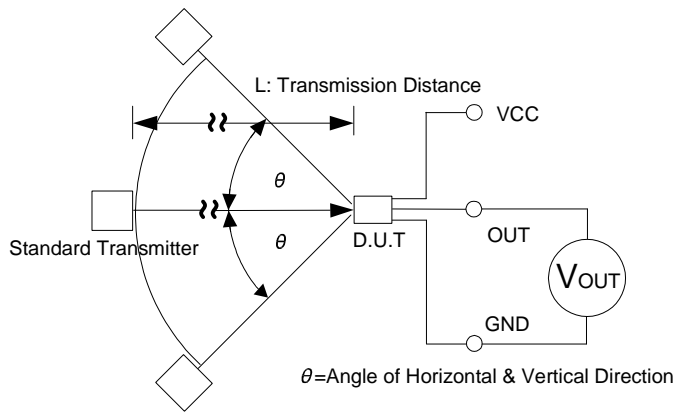 L: Transmission Distance
VCC
θ
Standard Transmitter
θ
D.U.T
OUT
VOUT
GND
θ=Angle of Horizontal & Vertical Direction